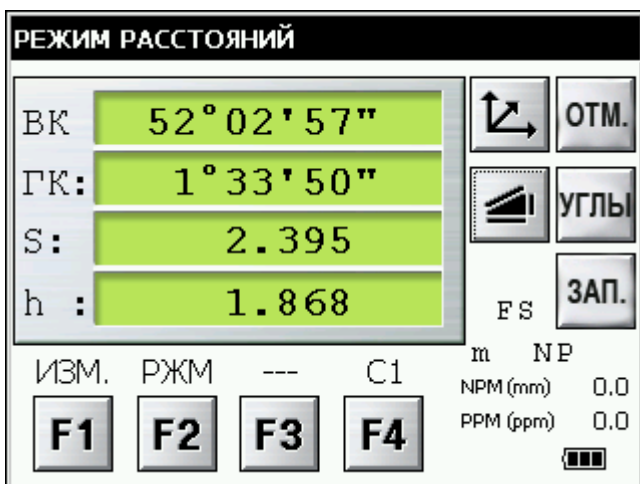 РЕЖИМ РАССТОЯНИЙ
ВК 52°02'57"
ОТМ.
ГК: 1°33'50"
УГЛЫ
S: 2.395
h : 1.868
FS ЗАП.
m NP
ИЗМ. РЖМ --- C1
NPM (mm) 0.0
PPM (ppm) 0.0
F1 F2 F3 F4